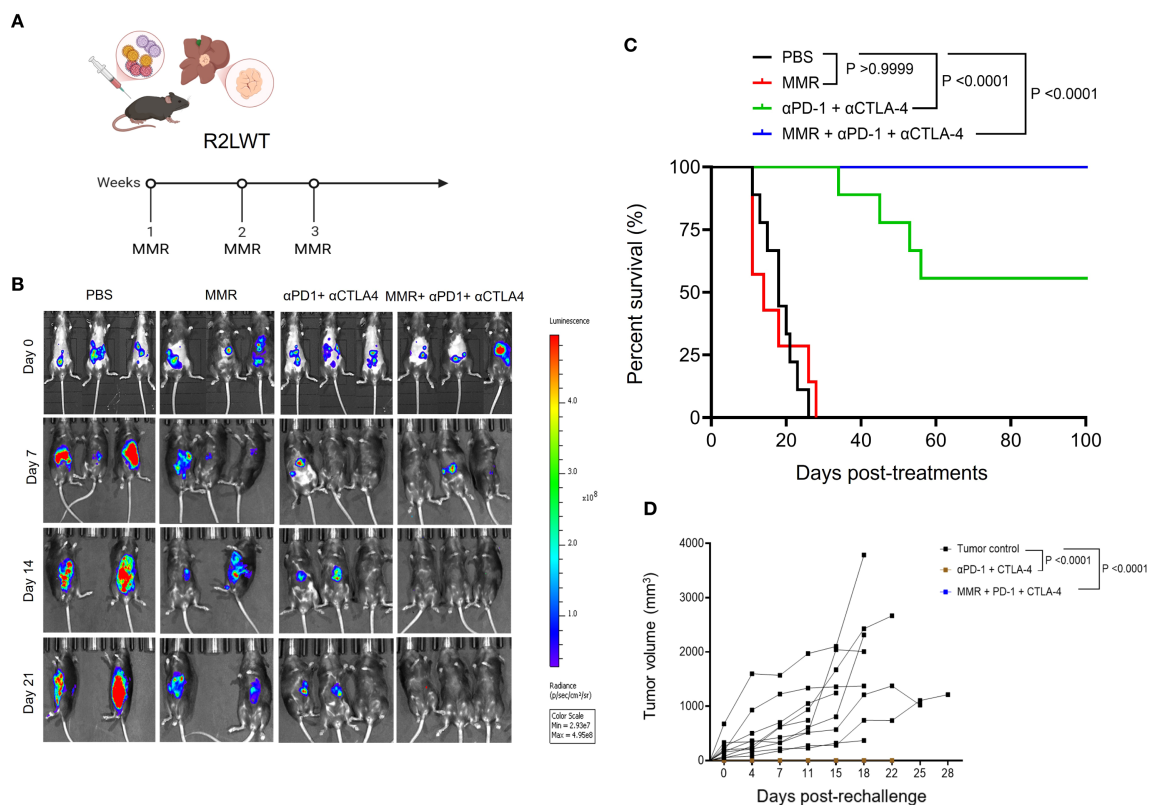 A
R2LWT
Weeks
1 2 3
MMR MMR MMR
B
PBS MMR αPD1+ αCTLA4 MMR+ αPD1+ αCTLA4
Day 0
Day 7
Day 14
Day 21
Luminescence
4.0
3.0
x10⁸
2.0
1.0
Radiance
(p/sec/cm²/sr)
Color Scale
Min = 2.93e7
Max = 4.95e8
C
PBS
MMR
αPD-1 + αCTLA-4
MMR + αPD-1 + αCTLA-4
P >0.9999
P <0.0001
P <0.0001
Percent survival (%)
100
75
50
25
0
0 20 40 60 80 100
Days post-treatments
D
Tumor control
αPD-1 + CTLA-4
MMR + PD-1 + CTLA-4
P <0.0001
P <0.0001
Tumor volume (mm³)
4000
3000
2000
1000
0
0 4 7 11 15 18 22 25 28
Days post-rechallenge